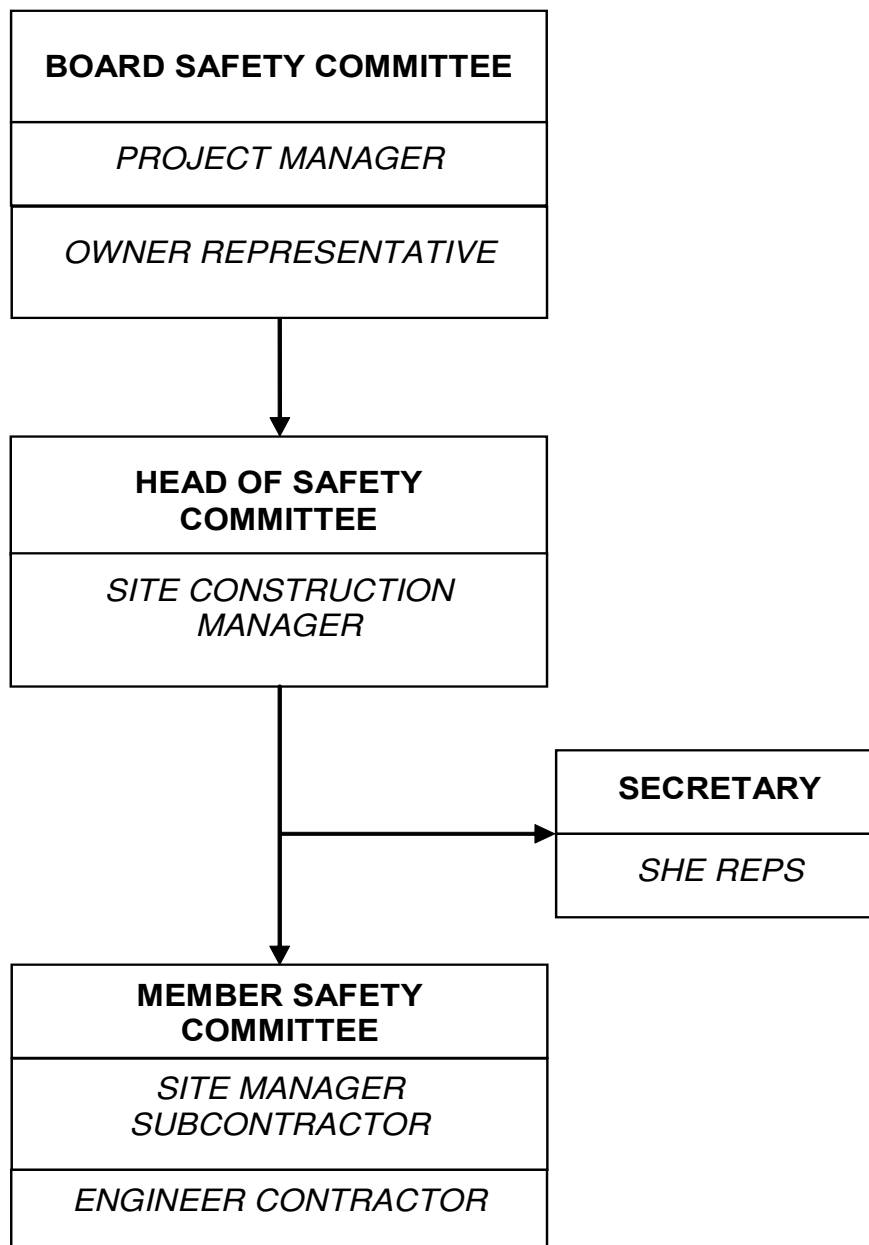 BOARD SAFETY COMMITTEE
PROJECT MANAGER
OWNER REPRESENTATIVE
HEAD OF SAFETY
COMMITTEE
SITE CONSTRUCTION
MANAGER
SECRETARY
SHE REPS
MEMBER SAFETY
COMMITTEE
SITE MANAGER
SUBCONTRACTOR
ENGINEER CONTRACTOR